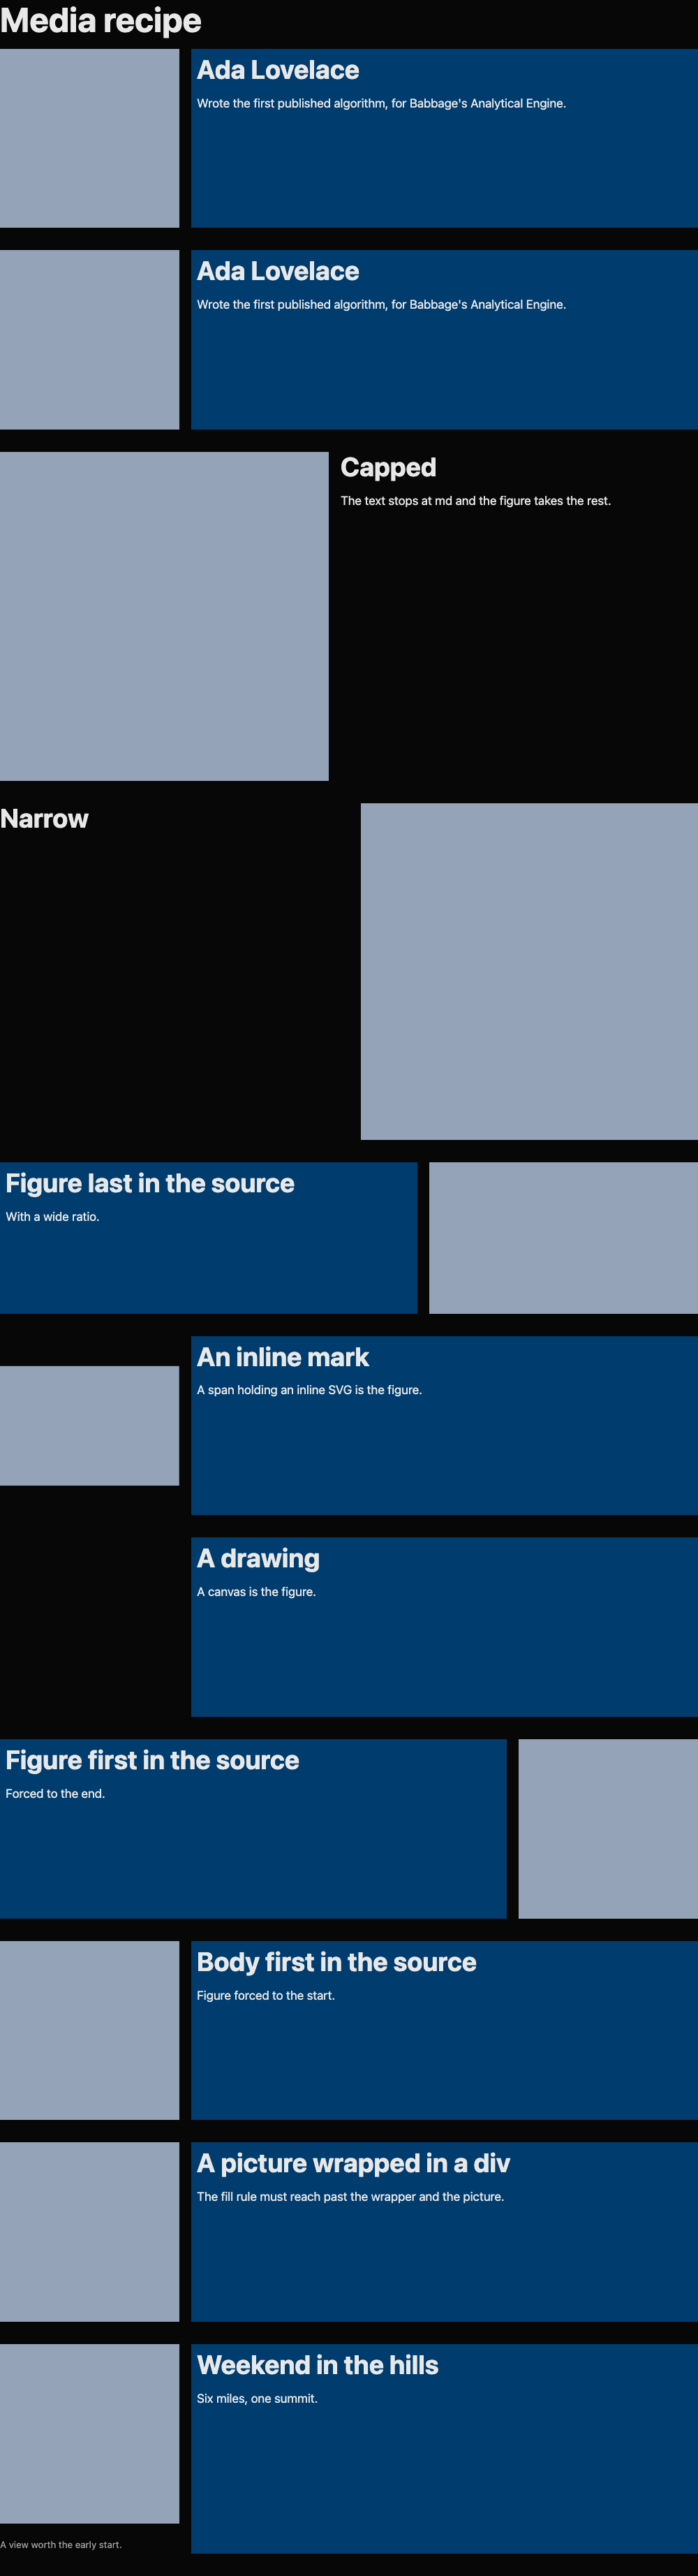 Media recipe
Ada Lovelace
Wrote the first published algorithm, for Babbage's Analytical Engine.
Ada Lovelace
Wrote the first published algorithm, for Babbage's Analytical Engine.
Capped
The text stops at md and the figure takes the rest.
Narrow
Figure last in the source
With a wide ratio.
An inline mark
A span holding an inline SVG is the figure.
A drawing
A canvas is the figure.
Figure first in the source
Forced to the end.
Body first in the source
Figure forced to the start.
A picture wrapped in a div
The fill rule must reach past the wrapper and the picture.
Weekend in the hills
Six miles, one summit.
A view worth the early start.